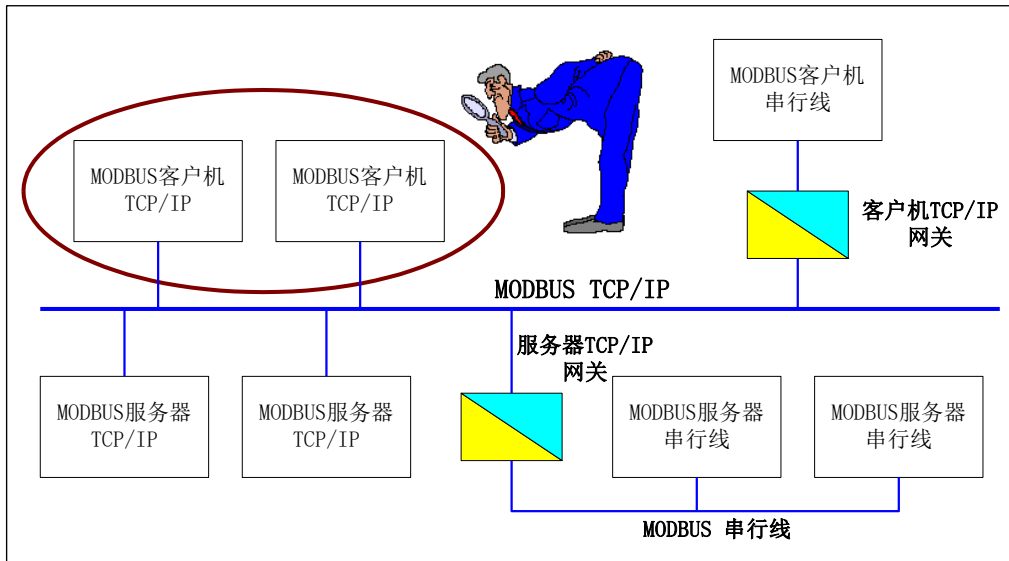 MODBUS客户机
串行线
MODBUS客户机
TCP/IP
MODBUS客户机
TCP/IP
客户机TCP/IP
网关
MODBUS TCP/IP
服务器TCP/IP
网关
MODBUS服务器
TCP/IP
MODBUS服务器
TCP/IP
MODBUS服务器
串行线
MODBUS服务器
串行线
MODBUS 串行线